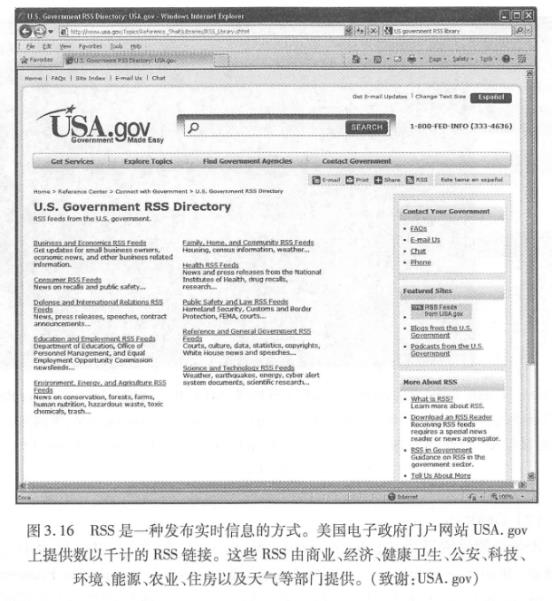 U.S. Government RSS Directory: USA.gov - Windows Internet Explorer
US government RSS library
File Edit View Favorites Tools Help
Favorites U.S. Government RSS Directory: USA.gov
Page Safety Tools
Home | FAQs | Site Index | E-mail Us | Chat
Get E-mail Updates | Change Text Size Español
USA.gov
Government Made Easy
SEARCH
1-800-FED-INFO (333-4636)
Get Services Explore Topics Find Government Agencies Contact Government
E-mail Print Share RSS Este tema en español
Home > Reference Center > Connect with Government > U.S. Government RSS Directory
U.S. Government RSS Directory
RSS feeds from the U.S. government.
Business and Economics RSS Feeds
Get updates for small business owners,
economic news, and other business related
information.
Consumer RSS Feeds
News on recalls and public safety...
Defense and International Relations RSS
Feeds
News, press releases, speeches, contract
announcements...
Education and Employment RSS Feeds
Department of Education, Office of
Personnel Management, and Equal
Employment Opportunity Commission
newsfeeds...
Environment, Energy, and Agriculture RSS
Feeds
News on conservation, forests, farms,
human nutrition, hazardous waste, toxic
chemicals, trash...
Family, Home, and Community RSS Feeds
Housing, census information, weather...
Health RSS Feeds
News and press releases from the National
Institutes of Health, drug recalls,
research...
Public Safety and Law RSS Feeds
Homeland Security, Customs and Border
Protection, FEMA, courts...
Reference and General Government RSS
Feeds
Courts, culture, data, statistics, copyrights,
White House news and speeches...
Science and Technology RSS Feeds
Weather, earthquakes, energy, cyber alert
system documents, scientific research...
Contact Your Government
FAQs
E-mail Us
Chat
Phone
Featured Sites
RSS Feeds
from USA.gov
Blogs from the U.S.
Government
Podcasts from the U.S.
Government
More About RSS
What is RSS?
Learn more about RSS.
Download an RSS Reader
Receiving RSS feeds
requires a special news
reader or news aggregator.
RSS in Government
Guidance on RSS in the
government sector.
Tell Us About More
Done Internet 100%
图3.16 RSS是一种发布实时信息的方式。美国电子政府门户网站USA.gov
上提供数以千计的RSS链接。这些RSS由商业、经济、健康卫生、公安、科技、
环境、能源、农业、住房以及天气等部门提供。(致谢:USA.gov)